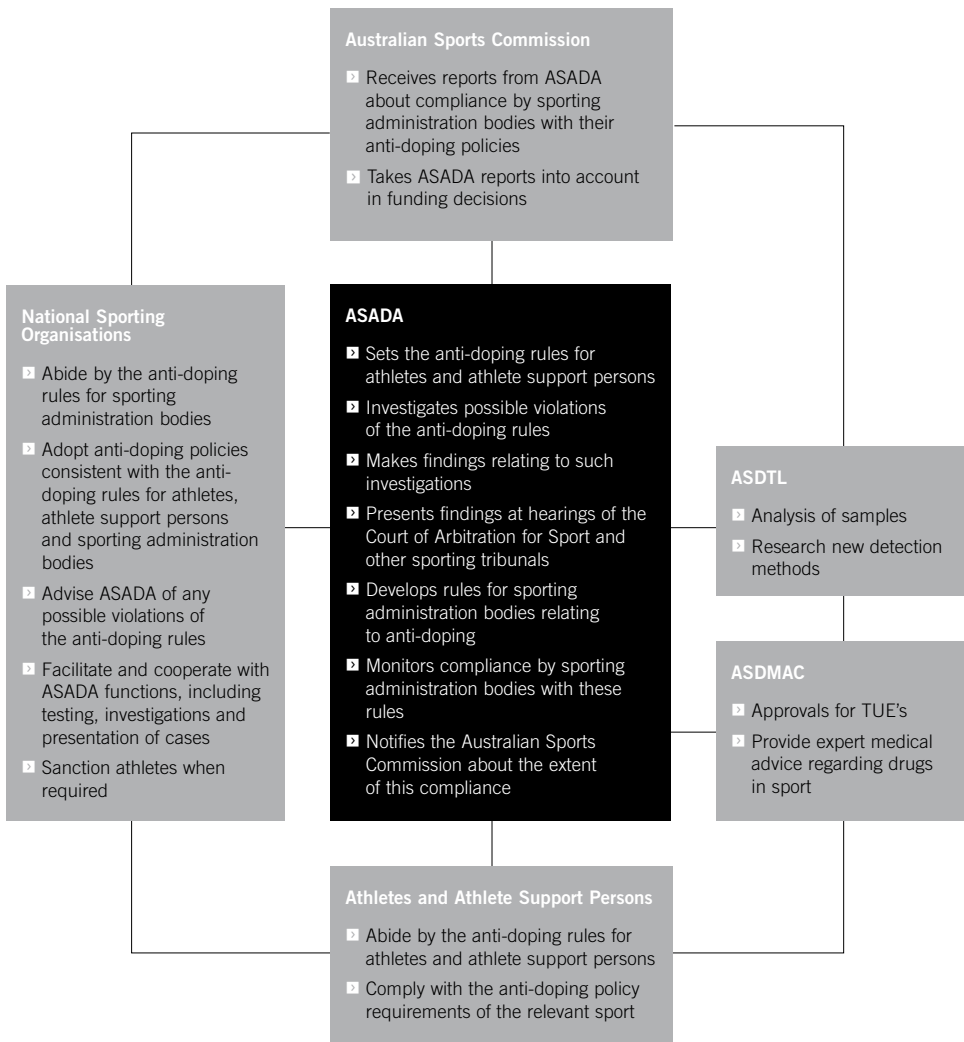 Australian Sports Commission
Receives reports from ASADA
about compliance by sporting
administration bodies with their
anti-doping policies
Takes ASADA reports into account
in funding decisions
National Sporting
Organisations
Abide by the anti-doping
rules for sporting
administration bodies
Adopt anti-doping policies
consistent with the anti-
doping rules for athletes,
athlete support persons
and sporting administration
bodies
Advise ASADA of any
possible violations of
the anti-doping rules
Facilitate and cooperate with
ASADA functions, including
testing, investigations and
presentation of cases
Sanction athletes when
required
ASADA
Sets the anti-doping rules for
athletes and athlete support persons
Investigates possible violations
of the anti-doping rules
Makes findings relating to such
investigations
Presents findings at hearings of the
Court of Arbitration for Sport and
other sporting tribunals
Develops rules for sporting
administration bodies relating
to anti-doping
Monitors compliance by sporting
administration bodies with these
rules
Notifies the Australian Sports
Commission about the extent
of this compliance
ASDTL
Analysis of samples
Research new detection
methods
ASDMAC
Approvals for TUE's
Provide expert medical
advice regarding drugs
in sport
Athletes and Athlete Support Persons
Abide by the anti-doping rules for
athletes and athlete support persons
Comply with the anti-doping policy
requirements of the relevant sport